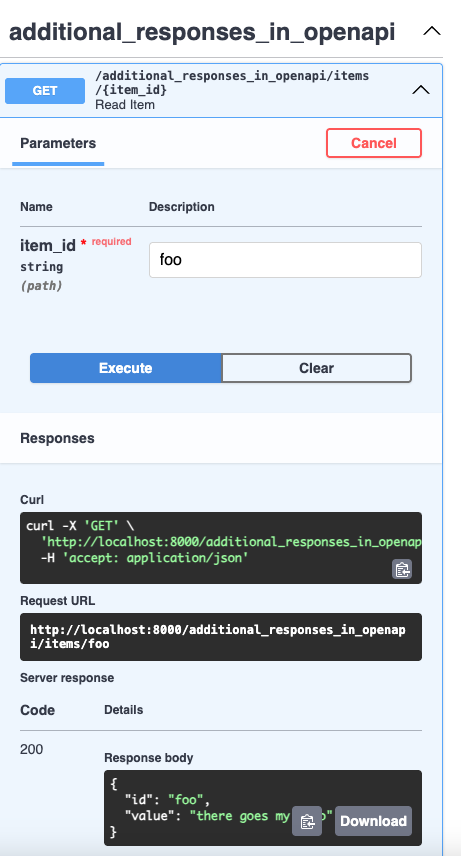 additional_responses_in_openapi
GET
/additional_responses_in_openapi/items
/{item_id}
Read Item
Parameters
Cancel
Name
Description
item_id * required
string
(path)
foo
Execute
Clear
Responses
Curl
curl -X 'GET' \
'http://localhost:8000/additional_responses_in_openap
-H 'accept: application/json'
Request URL
http://localhost:8000/additional_responses_in_openap
i/items/foo
Server response
Code
Details
200
Response body
{
"id": "foo",
"value": "there goes my o"
}
Download